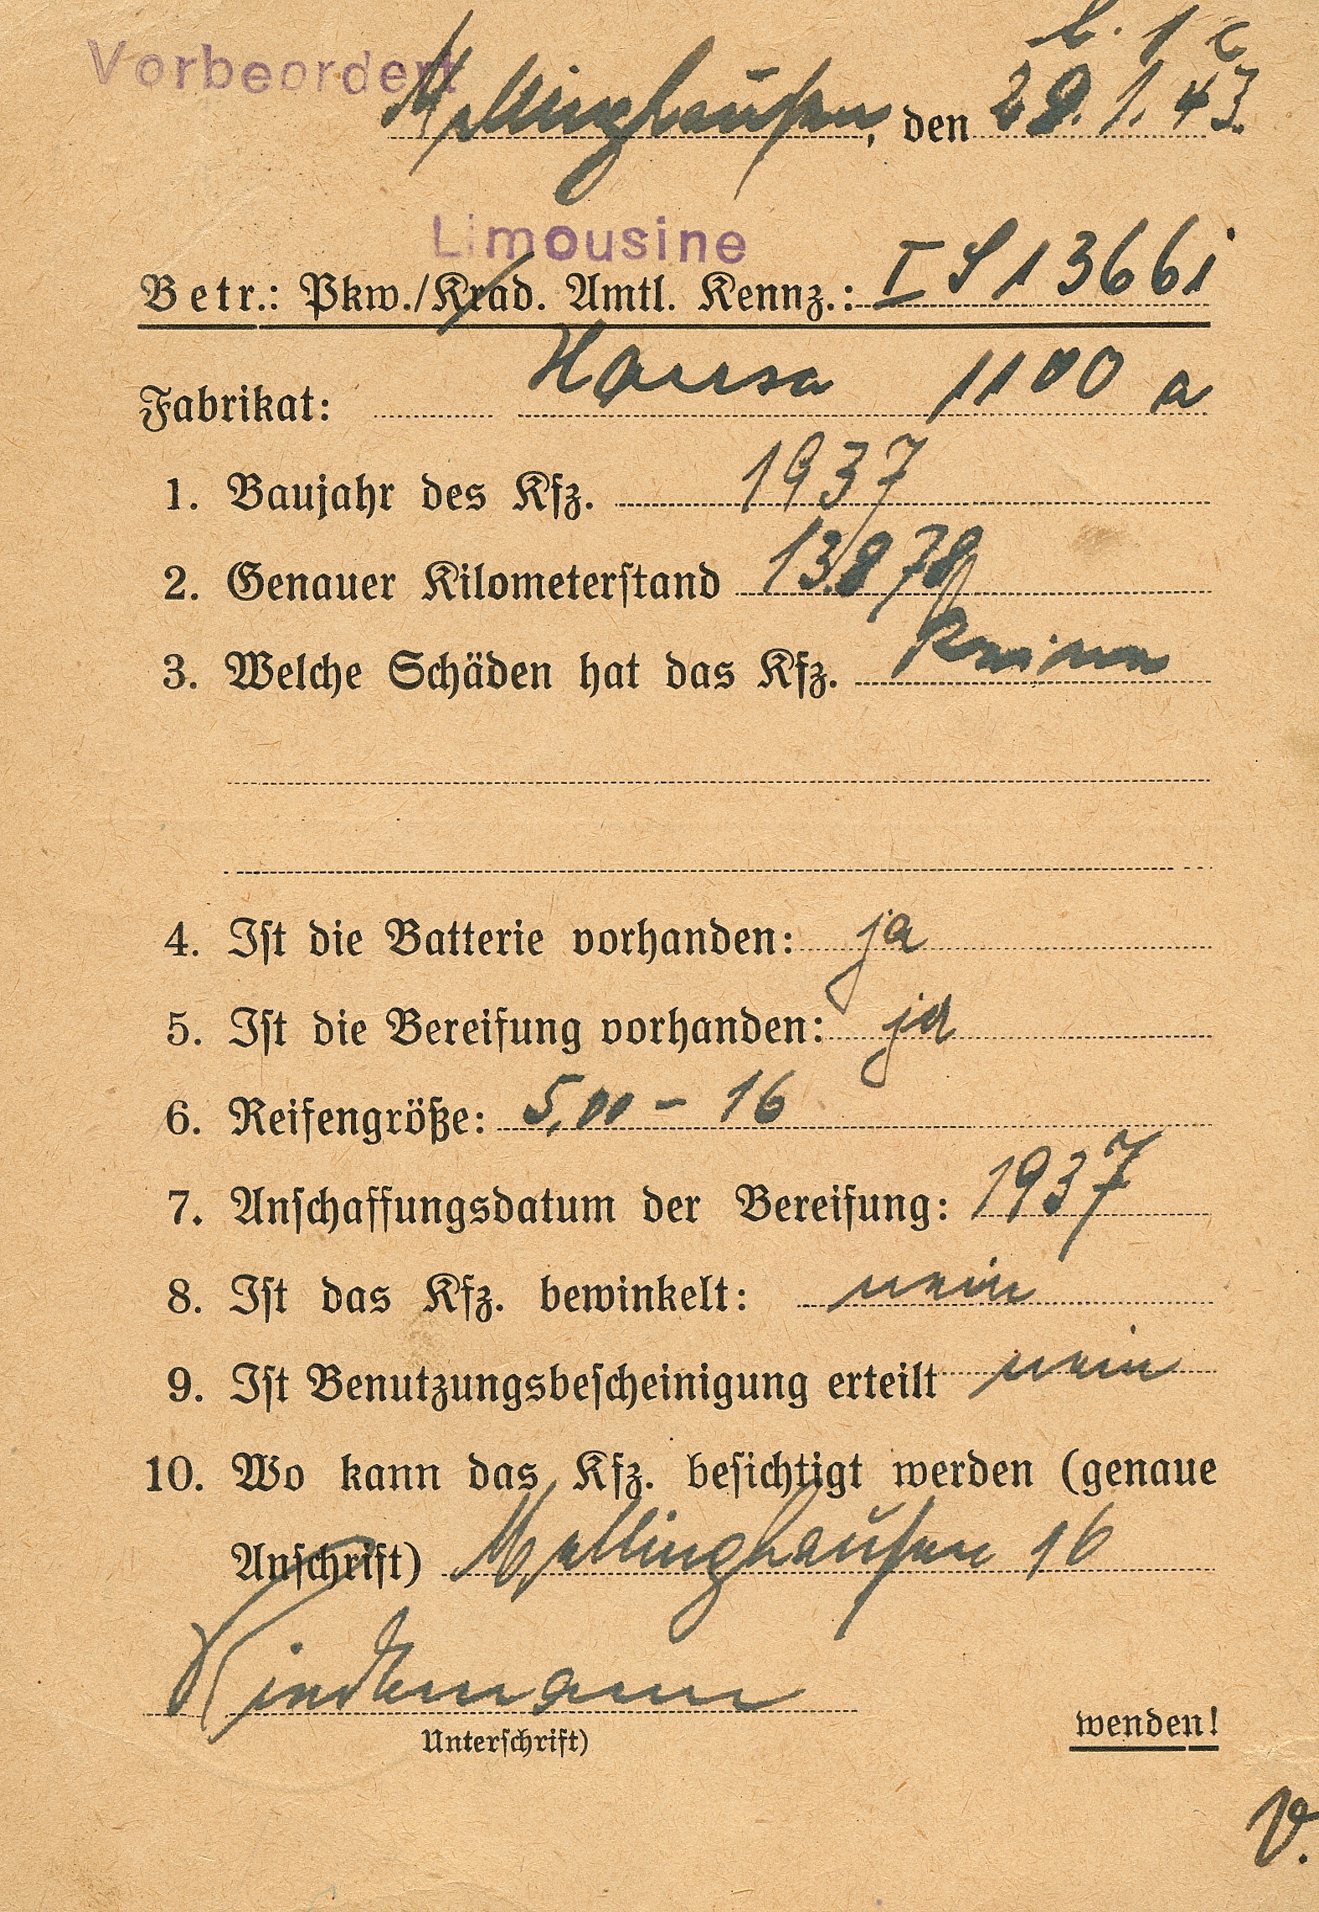 Vorbeordert
Mellinghausen, den 29.1.43.
Limousine
Betr.: Pkw./Krad. Amtl. Kennz.: IS 13661
Fabrikat: Hansa 1100 a
1. Baujahr des Kfz. 1937
2. Genauer Kilometerstand 13878
3. Welche Schäden hat das Kfz. keine
4. Ist die Batterie vorhanden: ja
5. Ist die Bereifung vorhanden: ja
6. Reifengröße: 5,00 – 16
7. Anschaffungsdatum der Bereifung: 1937
8. Ist das Kfz. bewinkelt: nein
9. Ist Benutzungsbescheinigung erteilt nein
10. Wo kann das Kfz. besichtigt werden (genaue
Anschrift) Mellinghausen 16
Unterschrift)
wenden!
V.